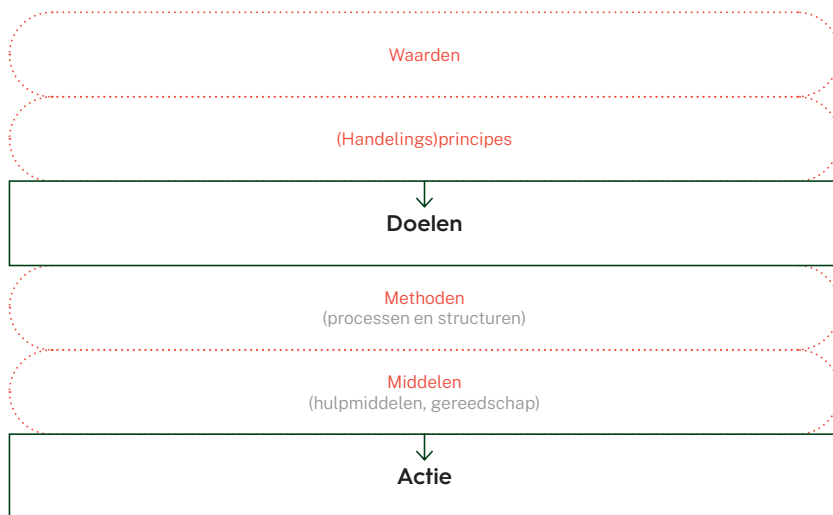 Waarden
(Handelings)principes
Doelen
Methoden
(processen en structuren)
Middelen
(hulpmiddelen, gereedschap)
Actie